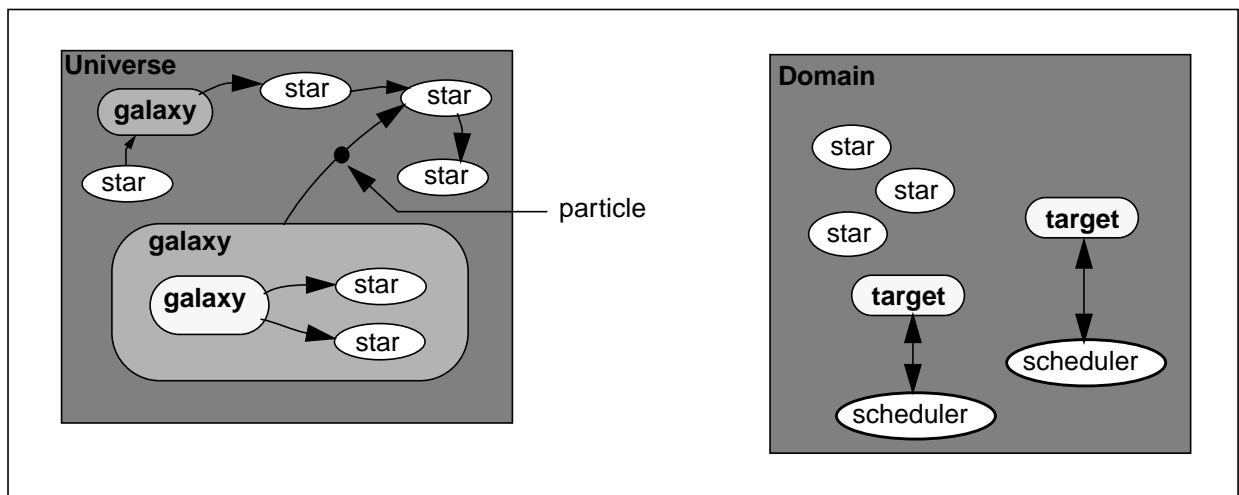 Universe
galaxy
star
star
star
star
particle
galaxy
galaxy
star
star
Domain
star
star
star
target
target
scheduler
scheduler